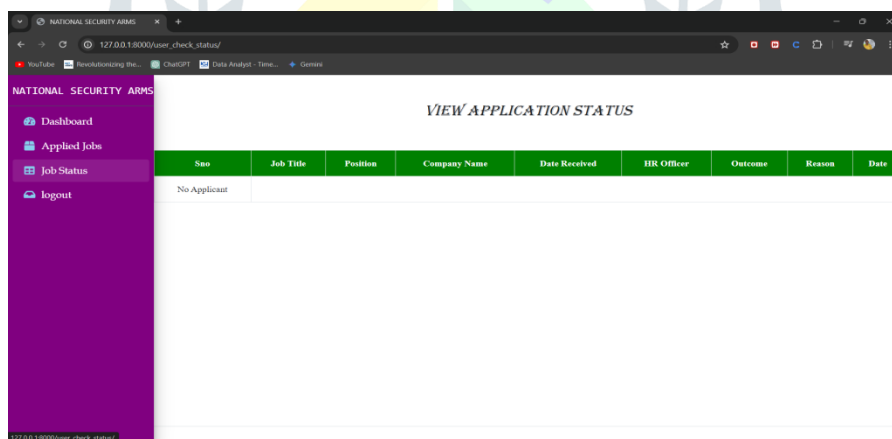 NATIONAL SECURITY ARMS
127.0.0.1:8000/user_check_status/
YouTube Revolutionizing the... ChatGPT Data Analyst - Time... Gemini
NATIONAL SECURITY ARMS
VIEW APPLICATION STATUS
Dashboard
Applied Jobs
Job Status
logout
Sno Job Title Position Company Name Date Received HR Officer Outcome Reason Date
No Applicant
127.0.0.1:8000/user_check_status/